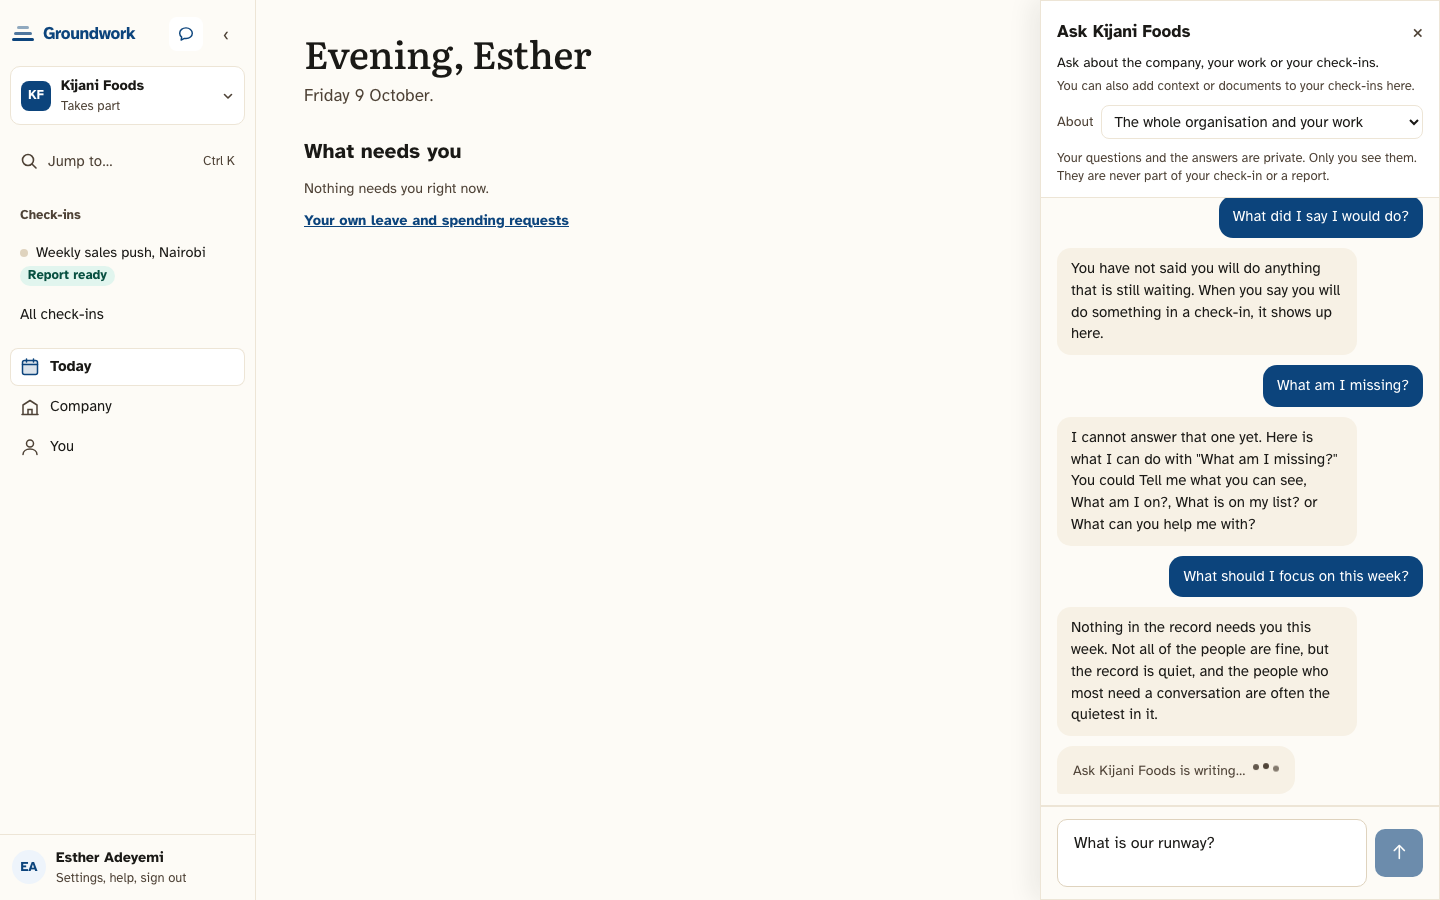 Groundwork
KF
Kijani Foods
Takes part
Jump to...
Ctrl K
Check-ins
Weekly sales push, Nairobi
Report ready
All check-ins
Today
Company
You
EA
Esther Adeyemi
Settings, help, sign out
Evening, Esther
Friday 9 October.
What needs you
Nothing needs you right now.
Your own leave and spending requests
Ask Kijani Foods
Ask about the company, your work or your check-ins.
You can also add context or documents to your check-ins here.
About
The whole organisation and your work
Your questions and the answers are private. Only you see them.
They are never part of your check-in or a report.
What did I say I would do?
You have not said you will do anything
that is still waiting. When you say you will
do something in a check-in, it shows up
here.
What am I missing?
I cannot answer that one yet. Here is
what I can do with "What am I missing?"
You could Tell me what you can see,
What am I on?, What is on my list? or
What can you help me with?
What should I focus on this week?
Nothing in the record needs you this
week. Not all of the people are fine, but
the record is quiet, and the people who
most need a conversation are often the
quietest in it.
Ask Kijani Foods is writing...
What is our runway?